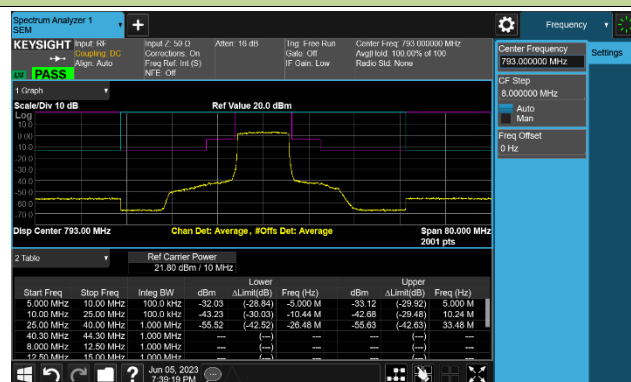 Spectrum Analyzer 1
SEM
Frequency
KEYSIGHT
Input: RF
Coupling: DC
Align: Auto
Input Z: 50 Ω
Corrections: On
Freq Ref: Int (S)
NFE: Off
Atten: 16 dB
Trig: Free Run
Gate: Off
IF Gain: Low
Center Freq: 793.000000 MHz
Avg|Hold: 100.00% of 100
Radio Std: None
LXI PASS
Center Frequency
793.000000 MHz
Settings
CF Step
8.000000 MHz
Auto
Man
Freq Offset
0 Hz
1 Graph
Scale/Div 10 dB
Ref Value 20.0 dBm
Log
10.0
0.00
-10.0
-20.0
-30.0
-40.0
-50.0
-60.0
-70.0
Disp Center 793.00 MHz
Chan Det: Average, #Offs Det: Average
Span 80.000 MHz
2001 pts
2 Table
Ref Carrier Power
21.80 dBm / 10 MHz
Lower Upper
Start Freq Stop Freq Integ BW dBm ΔLimit(dB) Freq (Hz) dBm ΔLimit(dB) Freq (Hz)
5.000 MHz 10.00 MHz 100.0 kHz -32.03 (-28.84) -5.000 M -33.12 (-29.92) 5.000 M
10.00 MHz 25.00 MHz 100.0 kHz -43.23 (-30.03) -10.44 M -42.68 (-29.48) 10.24 M
25.00 MHz 40.00 MHz 1.000 MHz -55.52 (-42.52) -26.48 M -55.63 (-42.63) 33.48 M
40.30 MHz 44.30 MHz 1.000 MHz --- (---) --- (---)
8.000 MHz 12.50 MHz 1.000 MHz --- (---) --- (---)
12.50 MHz 15.00 MHz 1.000 MHz --- (---) --- (---)
Jun 05, 2023
7:39:19 PM